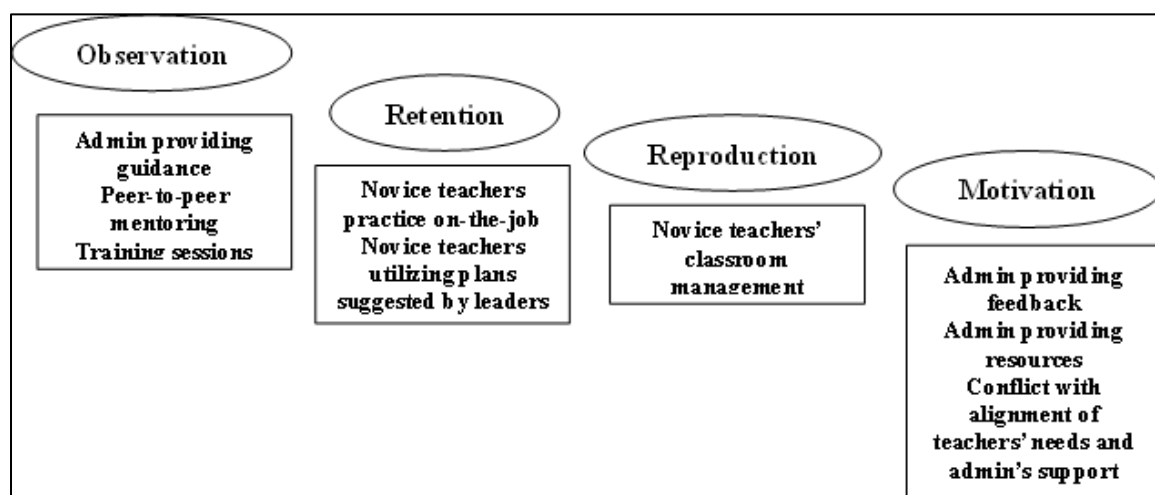 Observation
Admin providing
guidance
Peer-to-peer
mentoring
Training sessions
Retention
Novice teachers
practice on-the-job
Novice teachers
utilizing plans
suggested by leaders
Reproduction
Novice teachers’
classroom
management
Motivation
Admin providing
feedback
Admin providing
resources
Conflict with
alignment of
teachers’ needs and
admin’s support